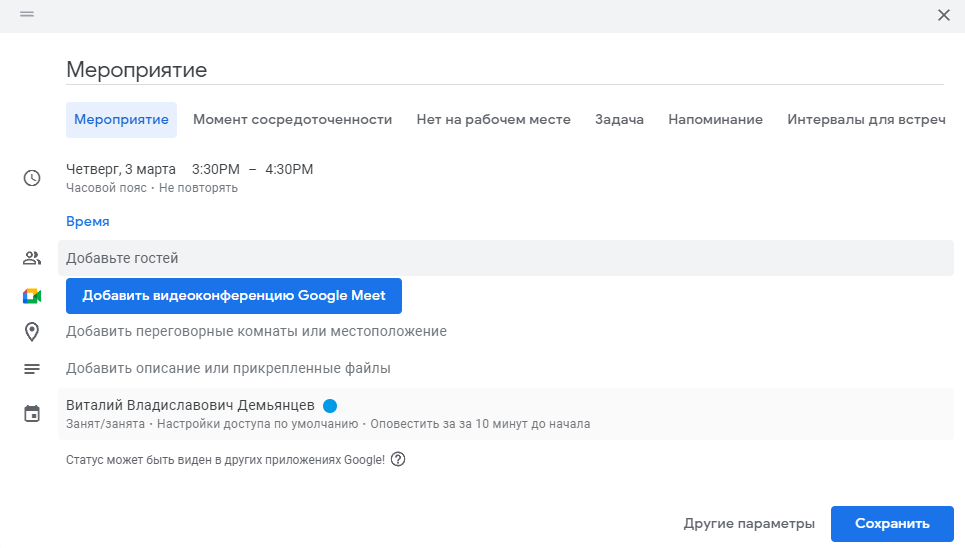 Мероприятие
Мероприятие Момент сосредоточенности Нет на рабочем месте Задача Напоминание Интервалы для встреч
Четверг, 3 марта 3:30PM – 4:30PM
Часовой пояс · Не повторять
Время
Добавьте гостей
Добавить видеоконференцию Google Meet
Добавить переговорные комнаты или местоположение
Добавить описание или прикрепленные файлы
Виталий Владиславович Демьянцев
Занят/занята · Настройки доступа по умолчанию · Оповестить за за 10 минут до начала
Статус может быть виден в других приложениях Google! ?
Другие параметры Сохранить